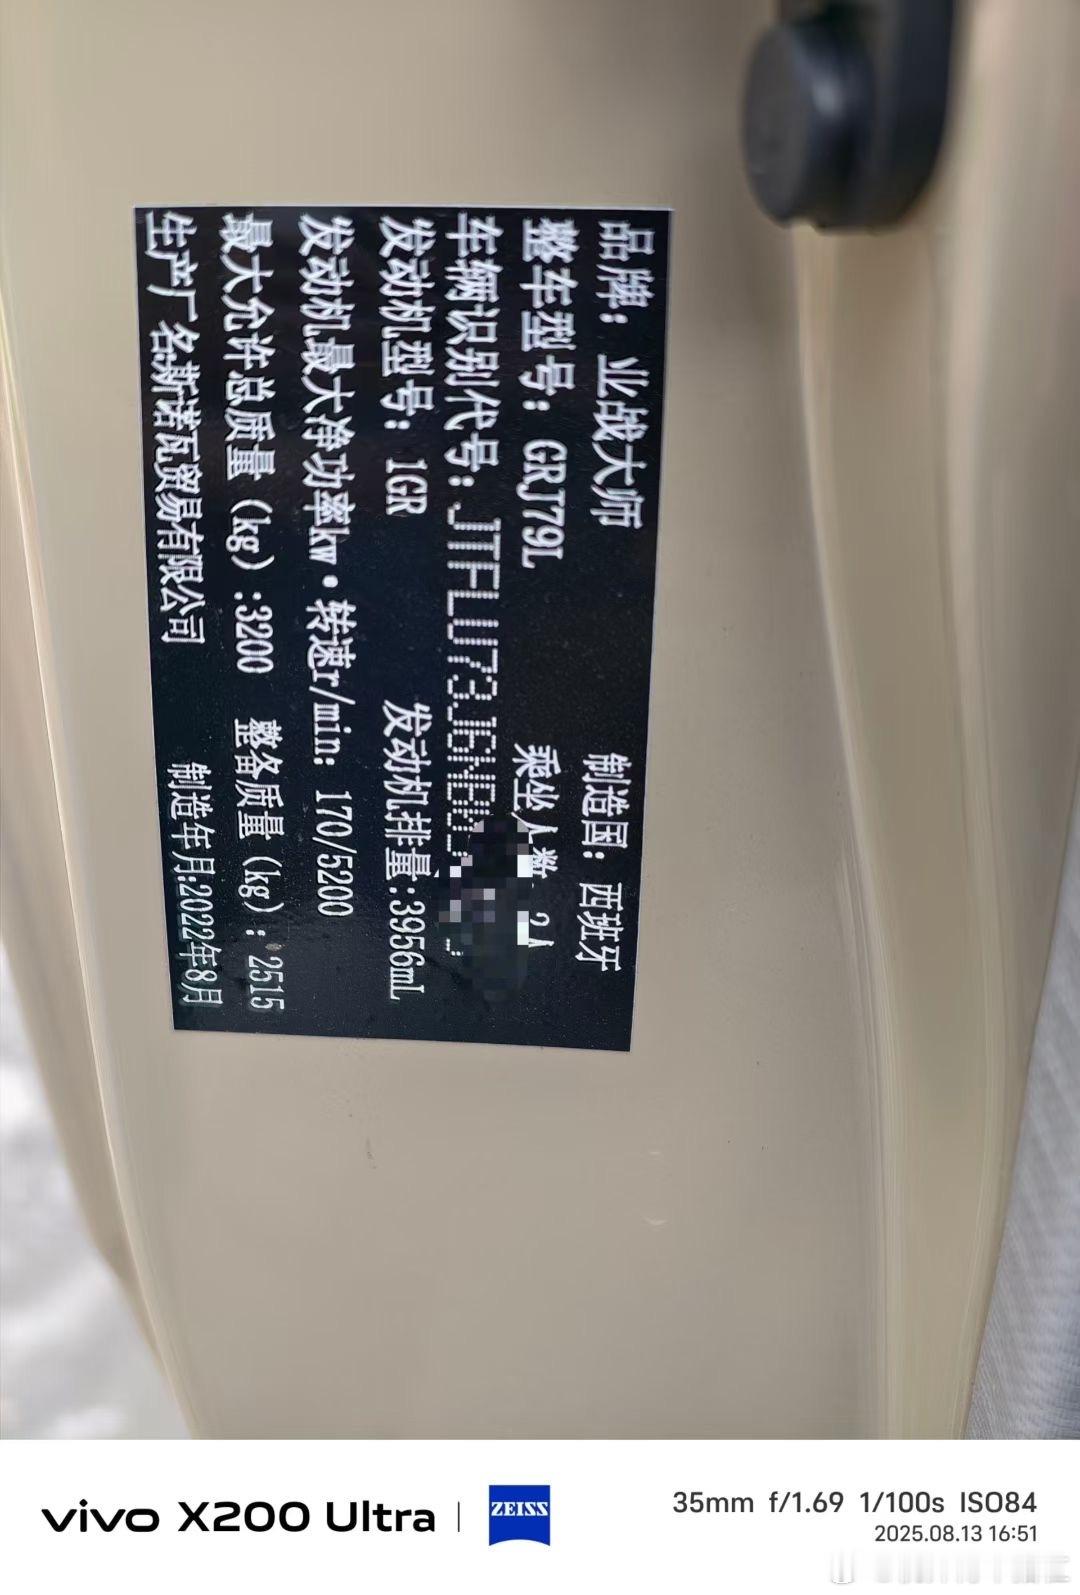 品牌：业战大师 制造国：西班牙
整车型号：GRJ79L 乘坐人数：2人
车辆识别代号：JTFLU73J6NBM
发动机型号：1GR 发动机排量:3956mL
发动机最大净功率kw·转速r/min：170/5200
最大允许总质量（kg）:3200 整备质量（kg）：2515
生产厂名斯诺瓦贸易有限公司 制造年月:2022年8月
vivo X200 Ultra | ZEISS
35mm f/1.69 1/100s ISO84
2025.08.13 16:51